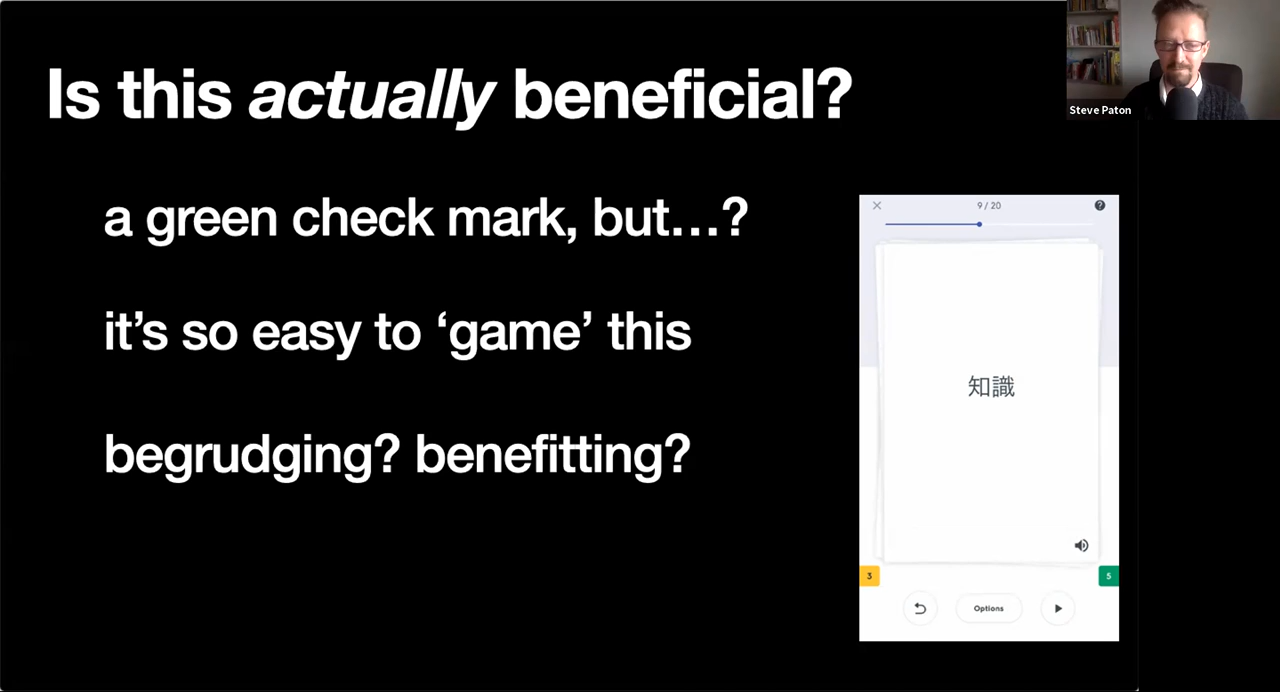 Is this actually beneficial?
Steve Paton
a green check mark, but...?
it's so easy to 'game' this
begrudging? benefitting?
9 / 20
?
知識
3
5
Options